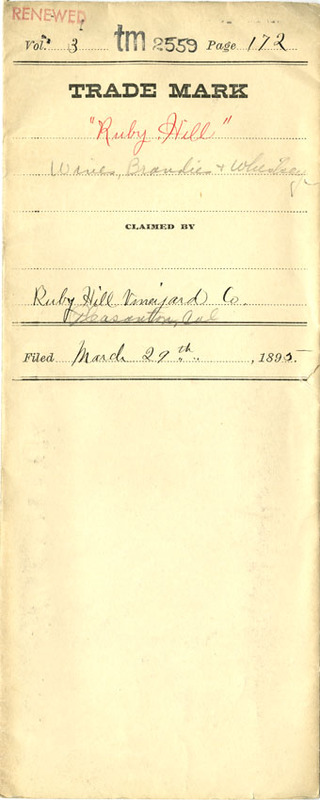 RENEWED
Vol. 3 tm 2559 Page 172
TRADE MARK
"Ruby Hill"
Wines, Brandies & Whiskey
CLAIMED BY
Ruby Hill Vineyard Co.
Pleasanton, Cal
Filed March 29th, 1895.